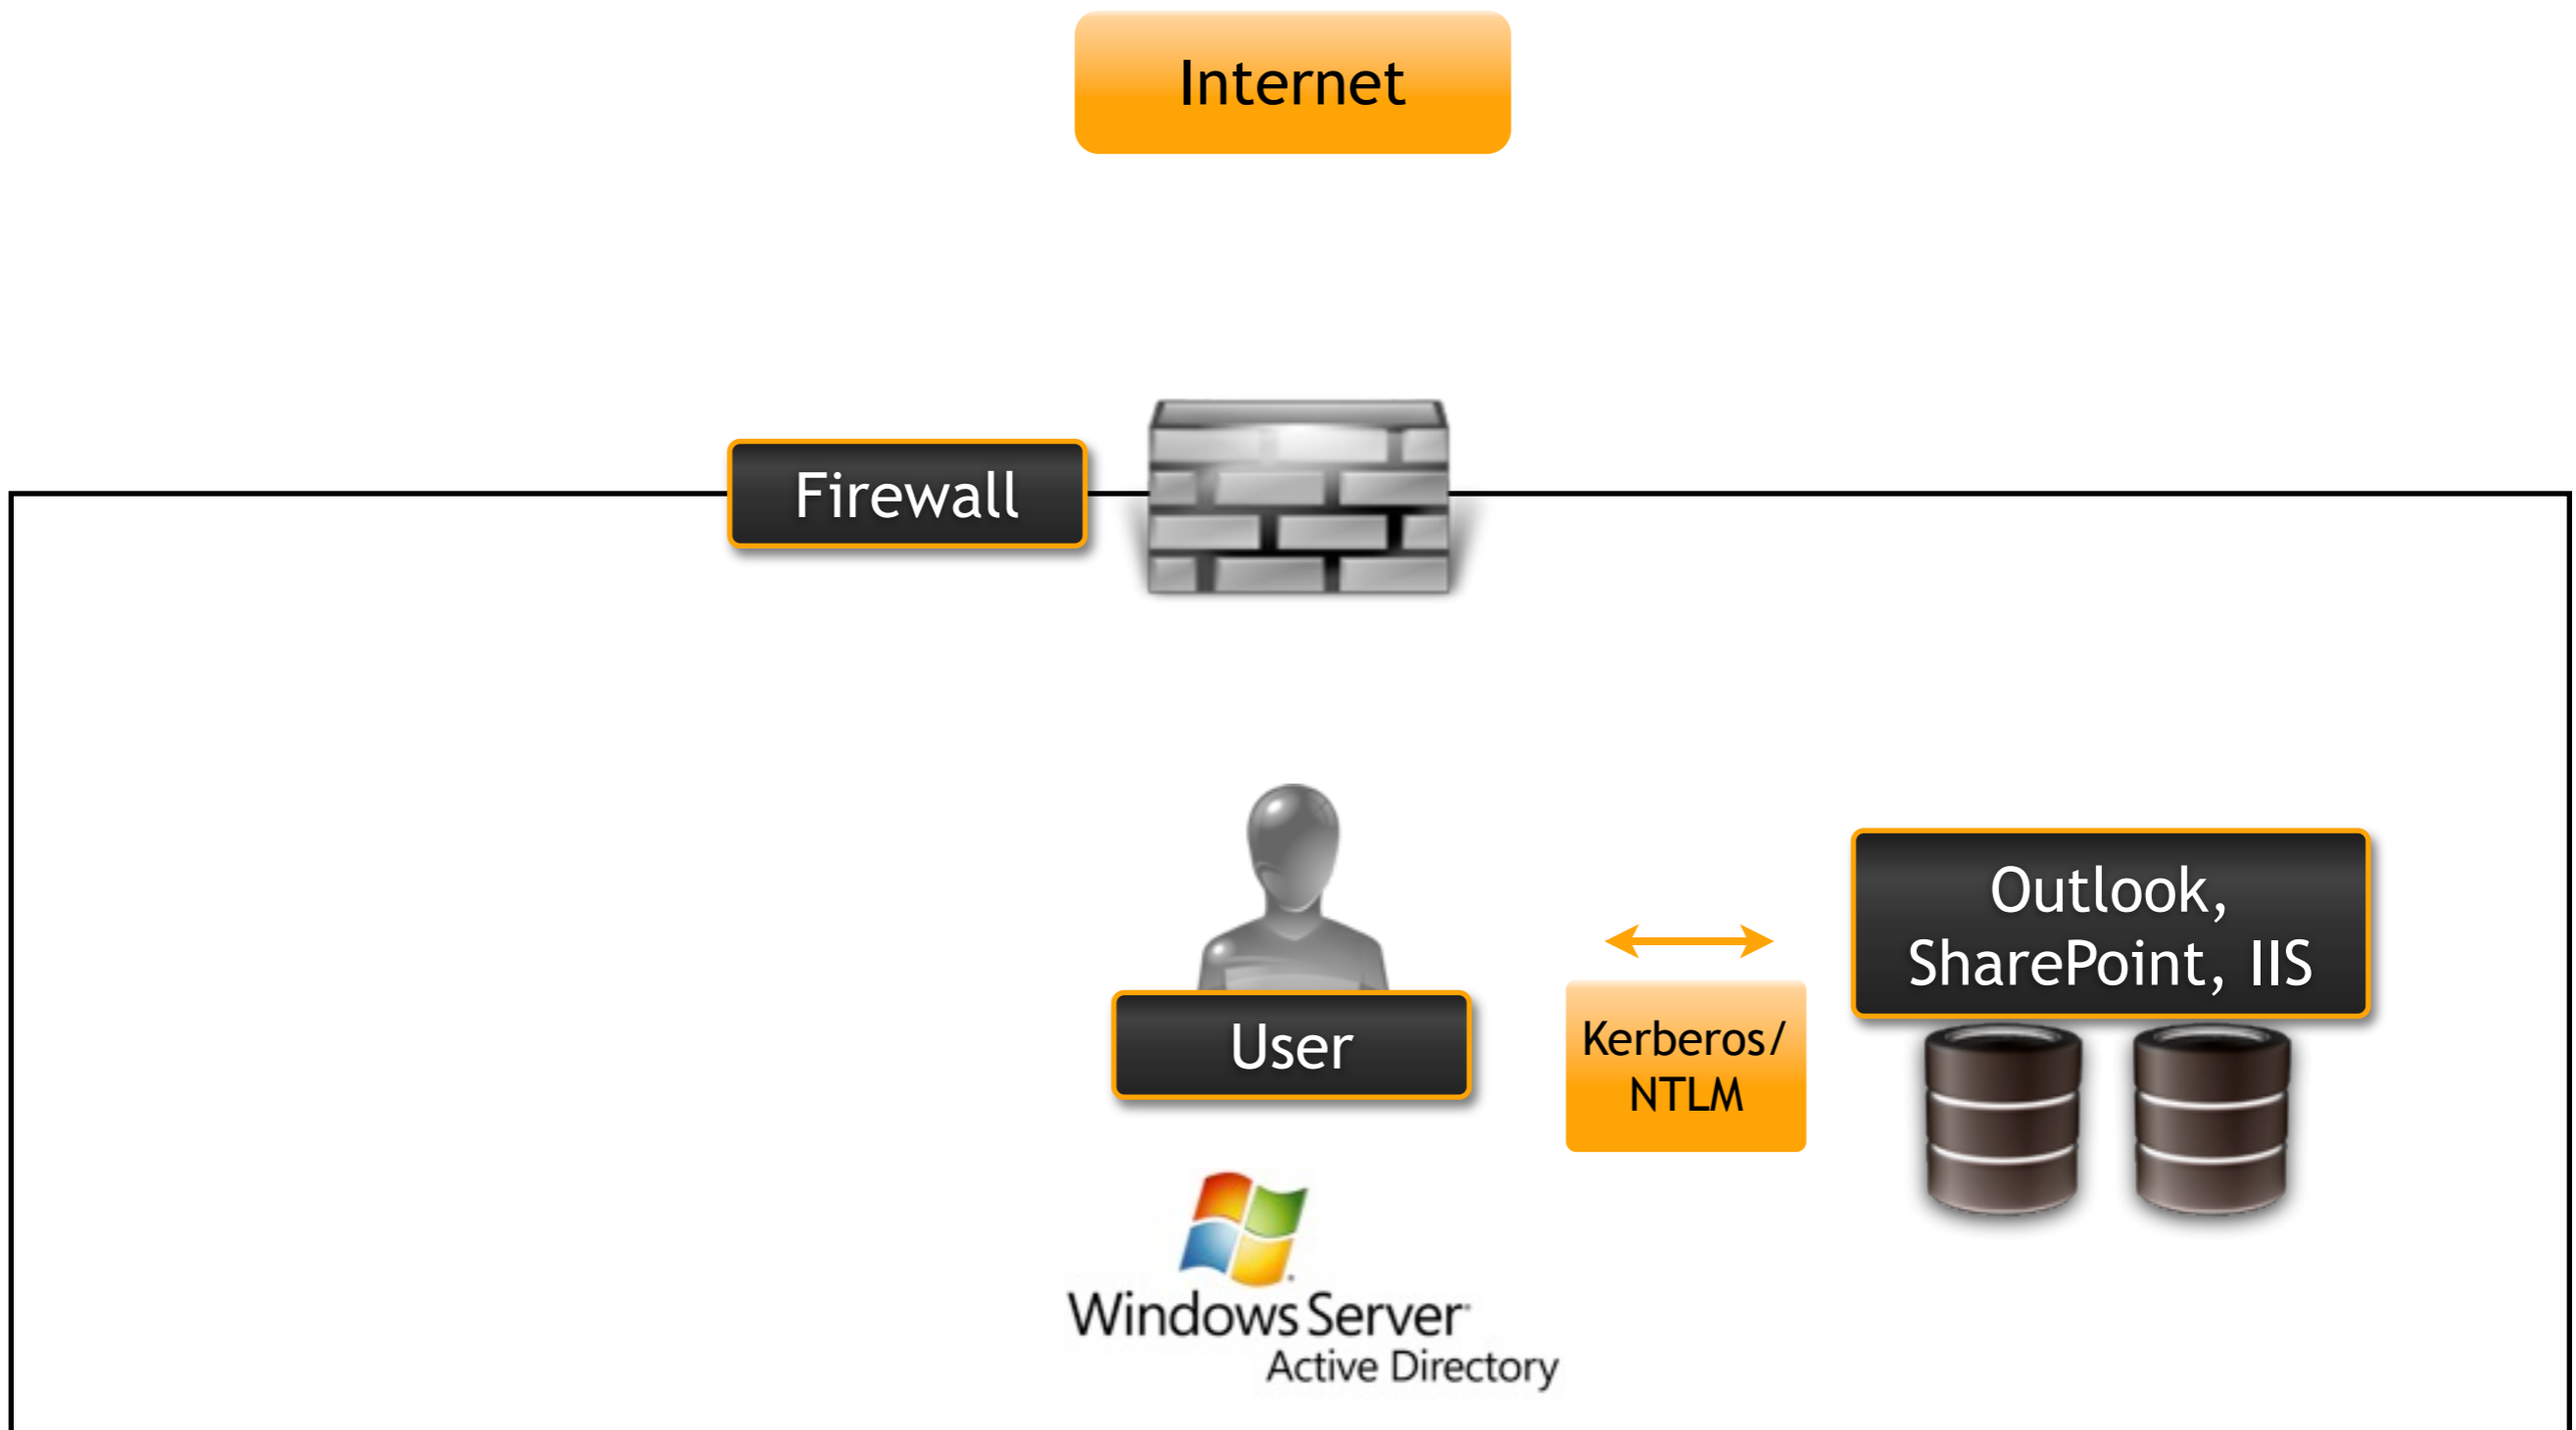 Internet
Firewall
Outlook,
SharePoint, IIS
User
Kerberos/
NTLM
Windows Server
Active Directory